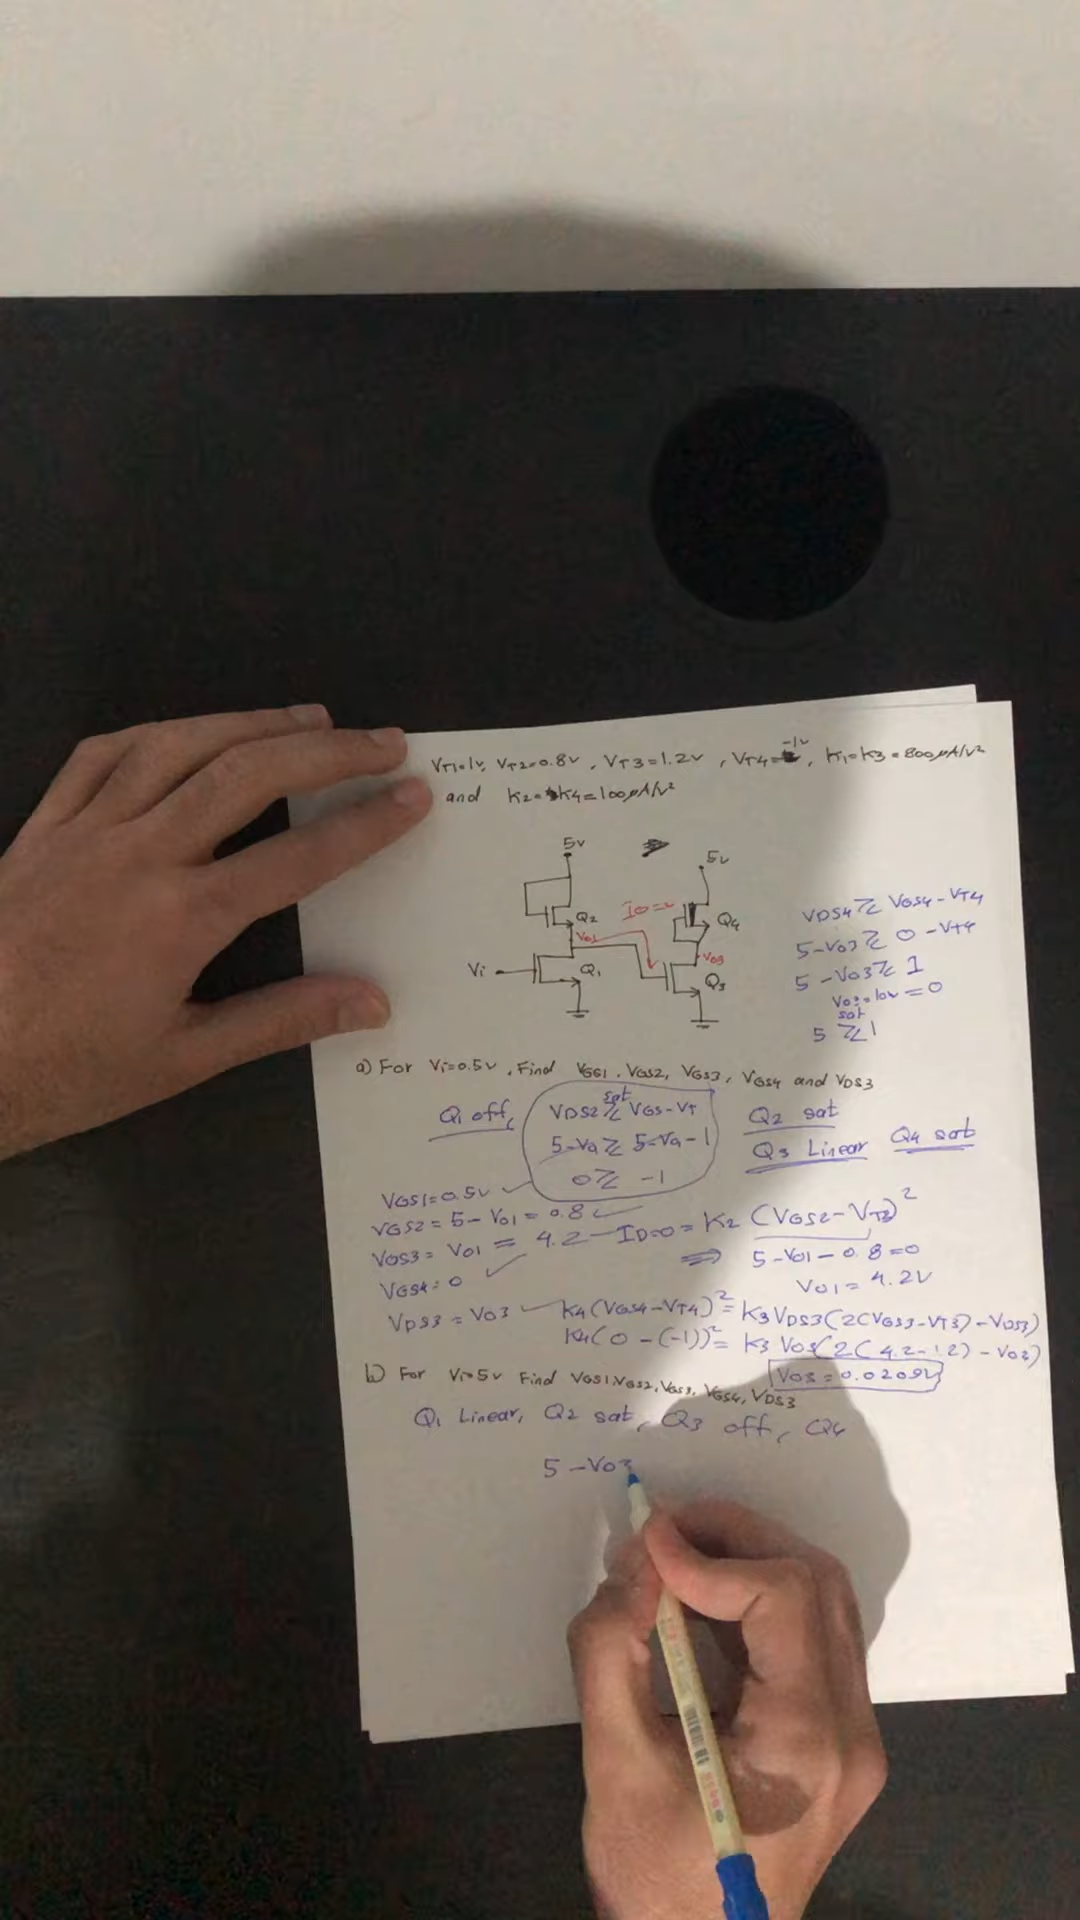 VT1=1V, VT2=0.8V, VT3=1.2V, VT4=-1V, K1=K3=800μA/V²
and K2=K4=100μA/V²
5V
5V
IO=0
Q2
Q4
VO1
VO3
Vi
Q1
Q3
VDS4 ≥ VGS4-VT4
5-VO3 ≥ 0-VT4
5-VO3 ≥ 1
VO3=low=0
sat
5 ≥ 1
a) For Vi=0.5V, Find VGS1, VGS2, VGS3, VGS4 and VDS3
Q1 off,
sat
VDS2 ≥ VGS-VT
5-Va ≥ 5-Va-1
0 ≥ -1
Q2 sat
Q3 Linear
Q4 sat
VGS1=0.5V
VGS2=5-VO1=0.8
VGS3=VO1=4.2
ID=0=K2(VGS2-VT2)²
⇒ 5-VO1-0.8=0
VO1=4.2V
VGS4=0
VDS3=VO3
K4(VGS4-VT4)²=K3VDS3(2(VGS3-VT3)-VDS3)
K4(0-(-1))²=K3 VO3(2(4.2-1.2)-VO3)
VO3=0.0209V
b) For Vi=5V Find VGS1, VGS2, VGS3, VGS4, VDS3
Q1 Linear, Q2 sat, Q3 off, Q4
5-VO3